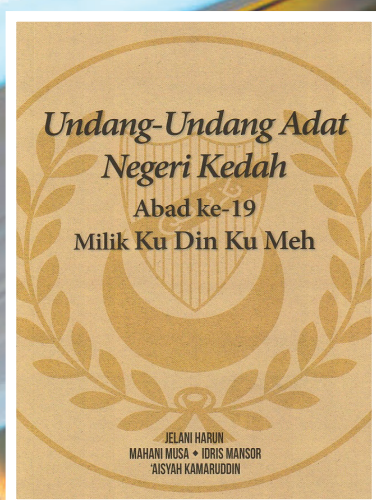 Undang-Undang Adat
Negeri Kedah
Abad ke-19
Milik Ku Din Ku Meh
JELANI HARUN
MAHANI MUSA ◆ IDRIS MANSOR
'AISYAH KAMARUDDIN